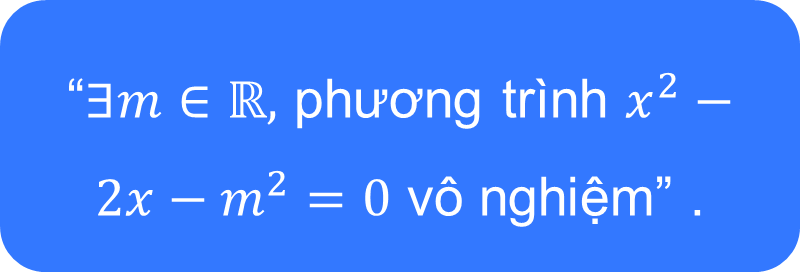 “∃𝑚 ∈ ℝ, phương trình 𝑥² −
2𝑥 − 𝑚² = 0 vô nghiệm” .